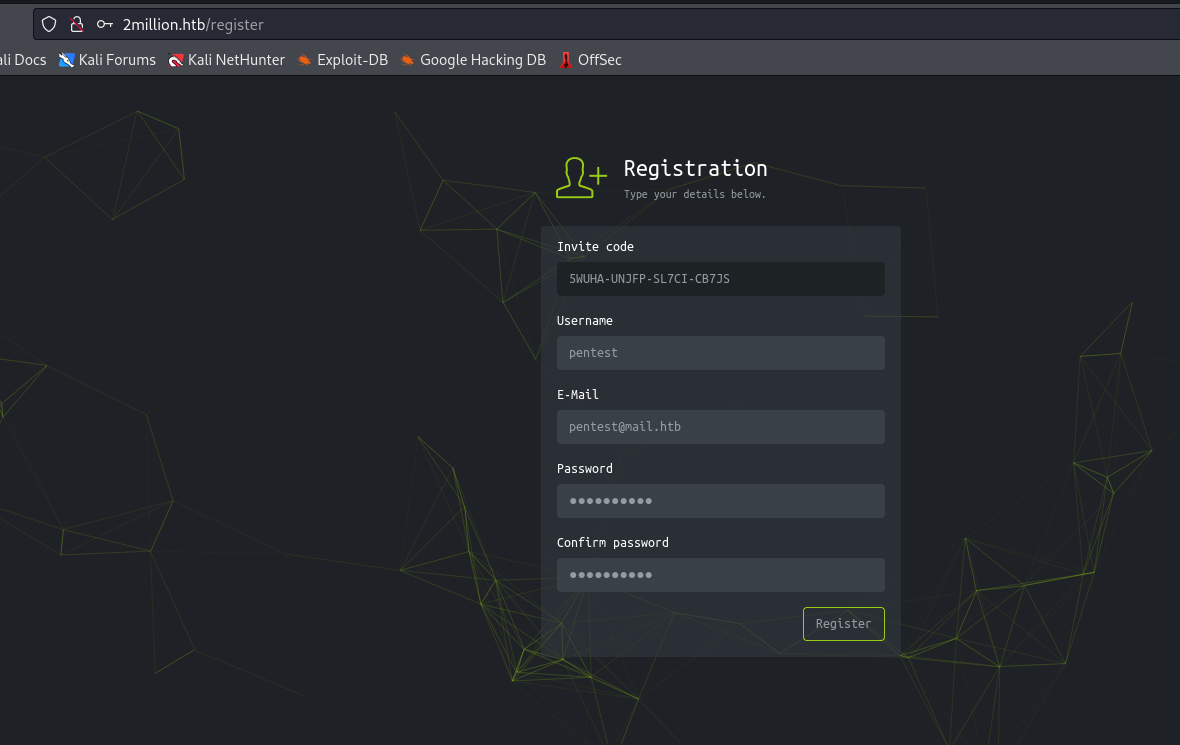 2million.htb/register
ali Docs Kali Forums Kali NetHunter Exploit-DB Google Hacking DB OffSec
Registration
Type your details below.
Invite code
5WUHA-UNJFP-SL7CI-CB7JS
Username
pentest
E-Mail
pentest@mail.htb
Password
●●●●●●●●●●
Confirm password
●●●●●●●●●●
Register